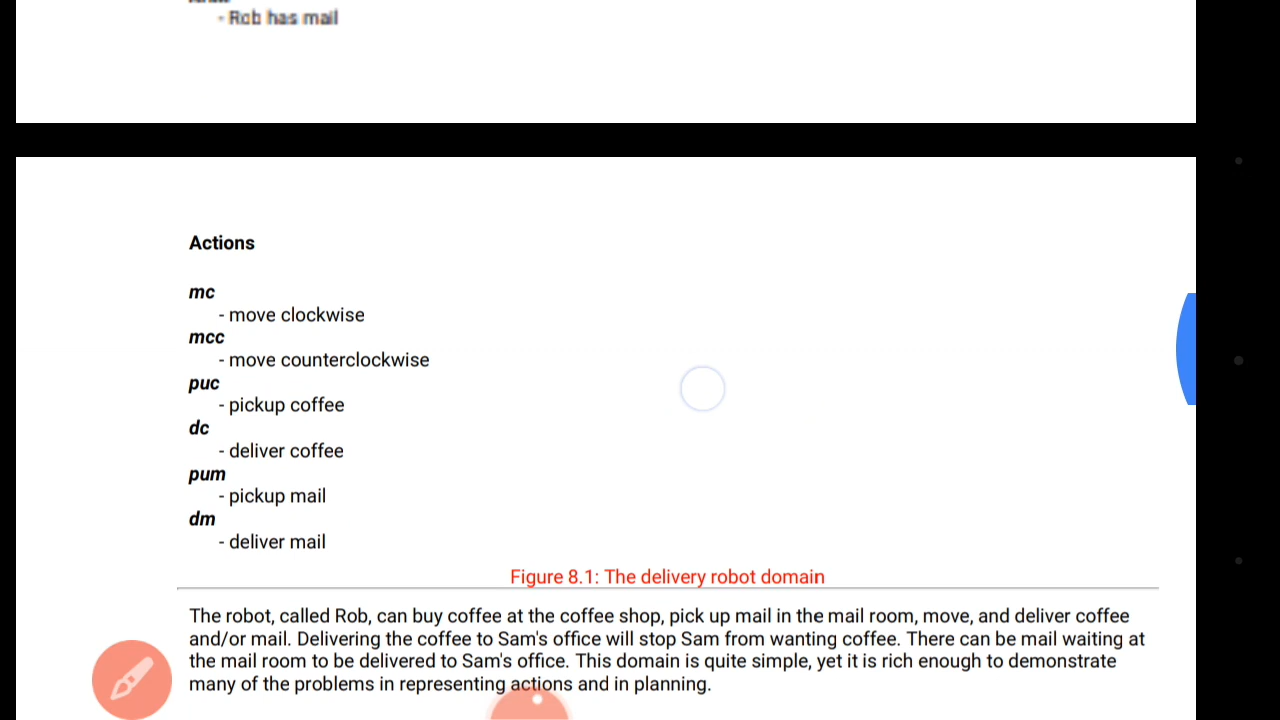 - Rob has mail
Actions
mc
- move clockwise
mcc
- move counterclockwise
puc
- pickup coffee
dc
- deliver coffee
pum
- pickup mail
dm
- deliver mail
Figure 8.1: The delivery robot domain
The robot, called Rob, can buy coffee at the coffee shop, pick up mail in the mail room, move, and deliver coffee
and/or mail. Delivering the coffee to Sam's office will stop Sam from wanting coffee. There can be mail waiting at
the mail room to be delivered to Sam's office. This domain is quite simple, yet it is rich enough to demonstrate
many of the problems in representing actions and in planning.